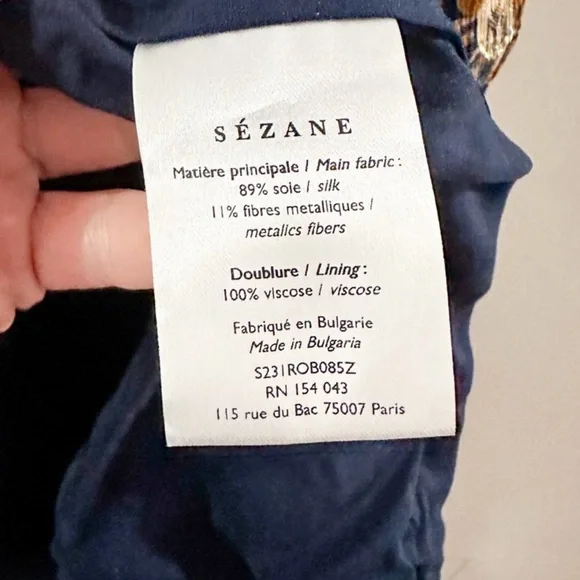 SÉZANE
Matière principale / Main fabric :
89% soie / silk
11% fibres metalliques /
metalics fibers
Doublure / Lining :
100% viscose / viscose
Fabriqué en Bulgarie
Made in Bulgaria
S231ROB085Z
RN 154 043
115 rue du Bac 75007 Paris